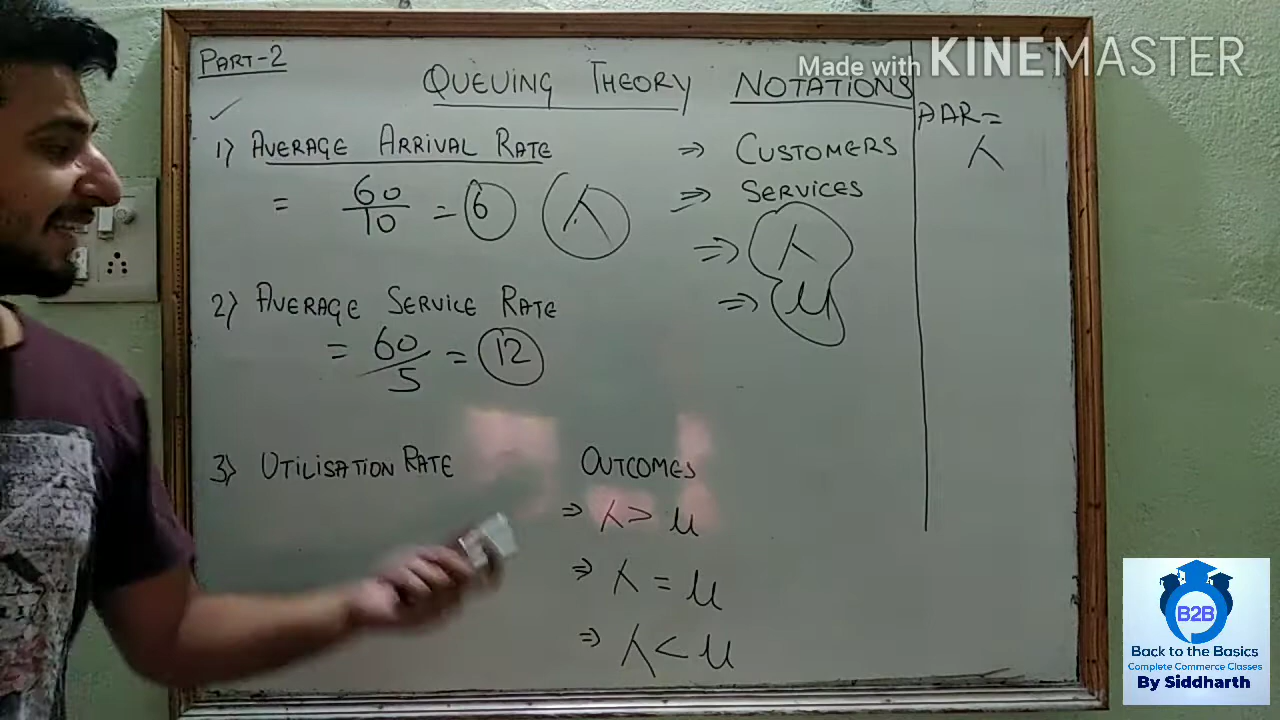 PART-2
Made with KINEMASTER
QUEUING THEORY NOTATIONS
AAR =
λ
1) AVERAGE ARRIVAL RATE
= 60/10 = 6 λ
⇒ CUSTOMERS
⇒ SERVICES
⇒ λ
⇒ μ
2) AVERAGE SERVICE RATE
= 60/5 = 12
3) UTILISATION RATE
OUTCOMES
⇒ λ > μ
⇒ λ = μ
⇒ λ < μ
B2B
Back to the Basics
Complete Commerce Classes
By Siddharth